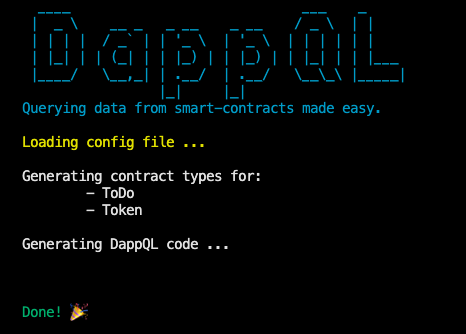 DappQL
Querying data from smart-contracts made easy.
Loading config file ...
Generating contract types for:
- ToDo
- Token
Generating DappQL code ...
Done! 🎉